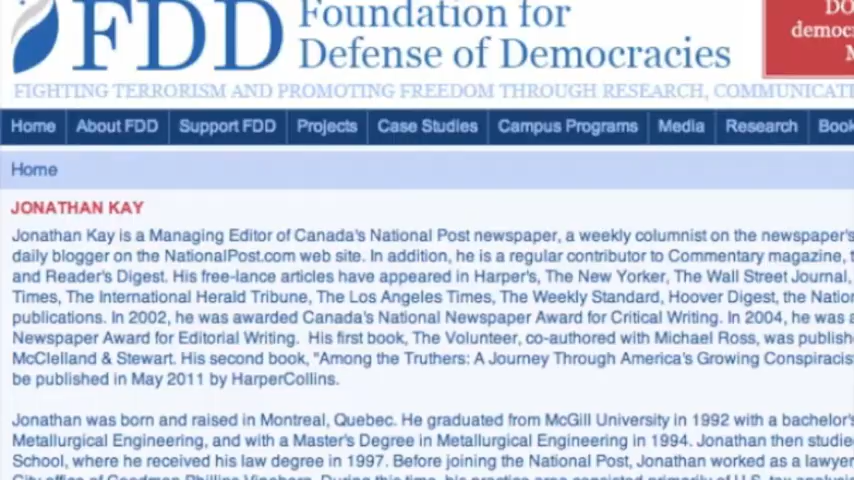 FDD Foundation for
Defense of Democracies
DO
democ
M
FIGHTING TERRORISM AND PROMOTING FREEDOM THROUGH RESEARCH, COMMUNICATI
Home About FDD Support FDD Projects Case Studies Campus Programs Media Research Book
Home
JONATHAN KAY
Jonathan Kay is a Managing Editor of Canada's National Post newspaper, a weekly columnist on the newspaper's
daily blogger on the NationalPost.com web site. In addition, he is a regular contributor to Commentary magazine, t
and Reader's Digest. His free-lance articles have appeared in Harper's, The New Yorker, The Wall Street Journal,
Times, The International Herald Tribune, The Los Angeles Times, The Weekly Standard, Hoover Digest, the Nation
publications. In 2002, he was awarded Canada's National Newspaper Award for Critical Writing. In 2004, he was a
Newspaper Award for Editorial Writing. His first book, The Volunteer, co-authored with Michael Ross, was publish
McClelland & Stewart. His second book, "Among the Truthers: A Journey Through America's Growing Conspiracis
be published in May 2011 by HarperCollins.
Jonathan was born and raised in Montreal, Quebec. He graduated from McGill University in 1992 with a bachelor's
Metallurgical Engineering, and with a Master's Degree in Metallurgical Engineering in 1994. Jonathan then studie
School, where he received his law degree in 1997. Before joining the National Post, Jonathan worked as a lawyer